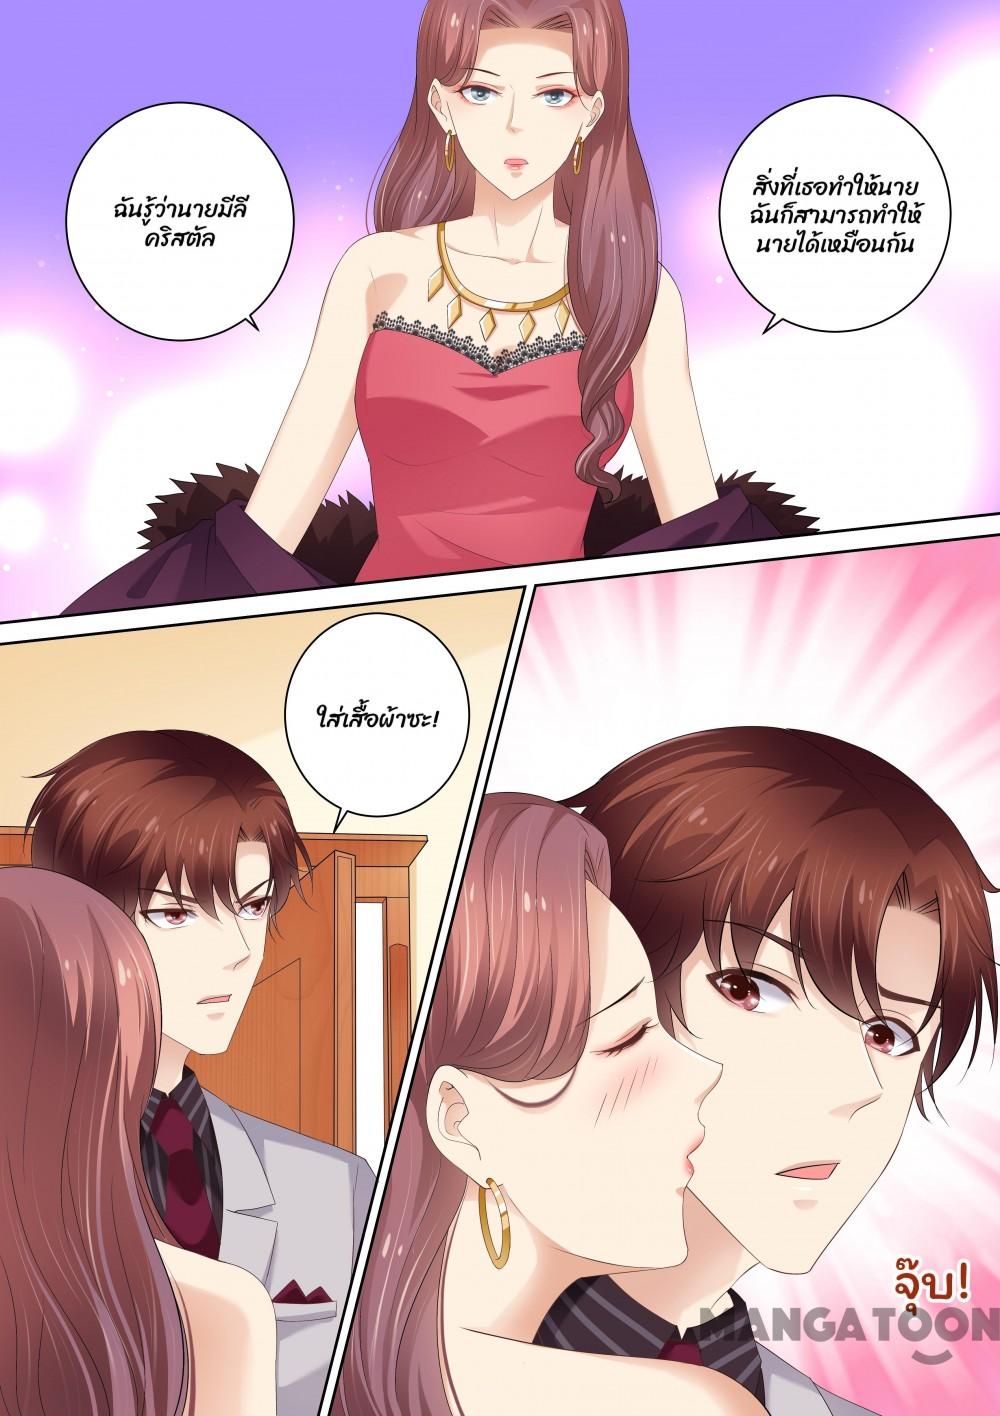 ฉันรู้ว่านายมีลี
คริสตัล
สิ่งที่เธอทำให้นาย
ฉันก็สามารถทำให้
นายได้เหมือนกัน
ใส่เสื้อผ้าซะ!
จุ๊บ!
MANGATOON